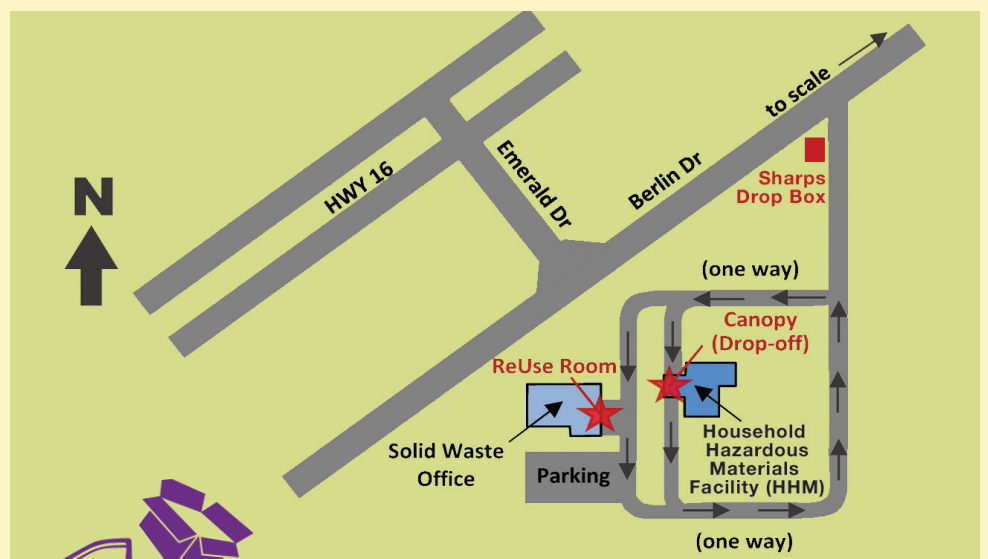 N
HWY 16
Emerald Dr
Berlin Dr
to scale
Sharps
Drop Box
(one way)
Canopy
(Drop-off)
ReUse Room
Solid Waste
Office
Household
Hazardous
Materials
Facility (HHM)
Parking
(one way)